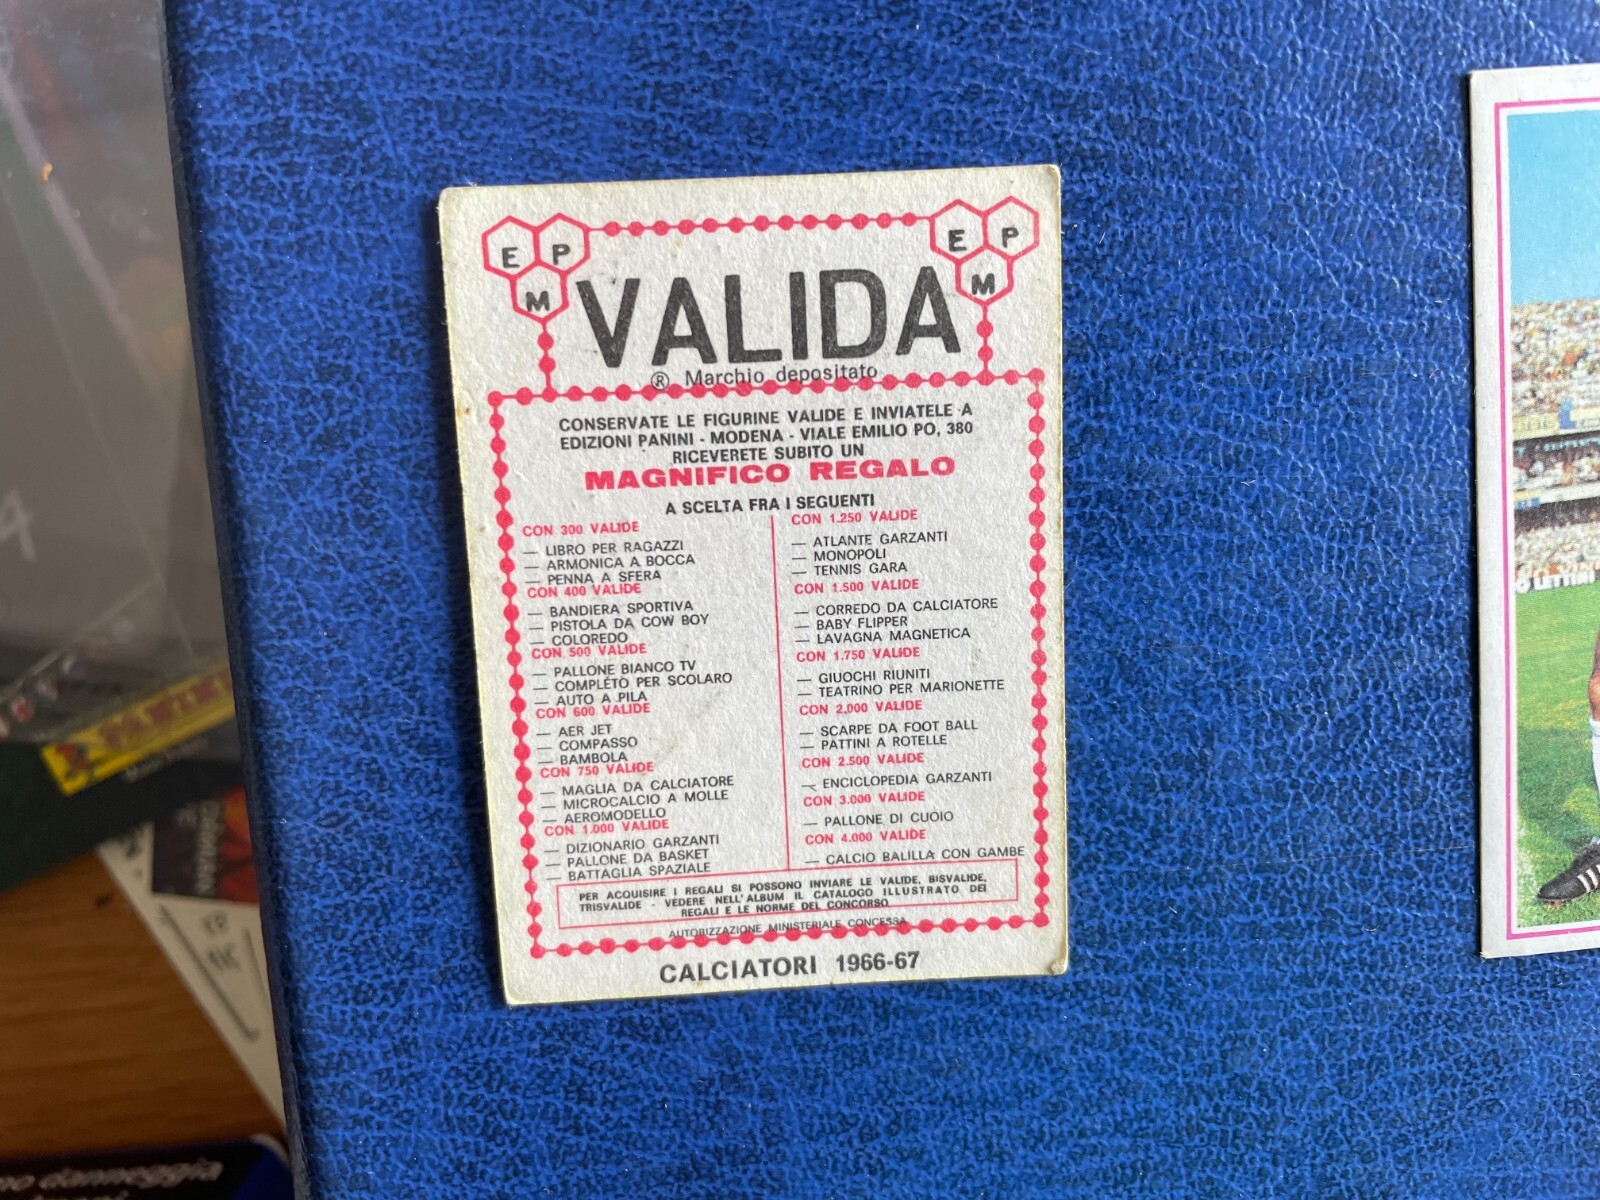 E P
M
E P
M
VALIDA
® Marchio depositato
CONSERVATE LE FIGURINE VALIDE E INVIATELE A
EDIZIONI PANINI - MODENA - VIALE EMILIO PO, 380
RICEVERETE SUBITO UN
MAGNIFICO REGALO
A SCELTA FRA I SEGUENTI
CON 300 VALIDE
— LIBRO PER RAGAZZI
— ARMONICA A BOCCA
— PENNA A SFERA
CON 400 VALIDE
— BANDIERA SPORTIVA
— PISTOLA DA COW BOY
— COLOREDO
CON 500 VALIDE
— PALLONE BIANCO TV
— COMPLETO PER SCOLARO
— AUTO A PILA
CON 600 VALIDE
— AER JET
— COMPASSO
— BAMBOLA
CON 750 VALIDE
— MAGLIA DA CALCIATORE
— MICROCALCIO A MOLLE
— AEROMODELLO
CON 1.000 VALIDE
— DIZIONARIO GARZANTI
— PALLONE DA BASKET
— BATTAGLIA SPAZIALE
CON 1.250 VALIDE
— ATLANTE GARZANTI
— MONOPOLI
— TENNIS GARA
CON 1.500 VALIDE
— CORREDO DA CALCIATORE
— BABY FLIPPER
— LAVAGNA MAGNETICA
CON 1.750 VALIDE
— GIUOCHI RIUNITI
— TEATRINO PER MARIONETTE
CON 2,000 VALIDE
— SCARPE DA FOOT BALL
— PATTINI A ROTELLE
CON 2.500 VALIDE
— ENCICLOPEDIA GARZANTI
CON 3.000 VALIDE
— PALLONE DI CUOIO
CON 4.000 VALIDE
— CALCIO BALILLA CON GAMBE
PER ACQUISIRE I REGALI SI POSSONO INVIARE LE VALIDE, BISVALIDE,
TRISVALIDE - VEDERE NELL'ALBUM IL CATALOGO ILLUSTRATO DEI
REGALI E LE NORME DEL CONCORSO
AUTORIZZAZIONE MINISTERIALE CONCESSA
CALCIATORI 1966-67
PANINI
O LETTINI